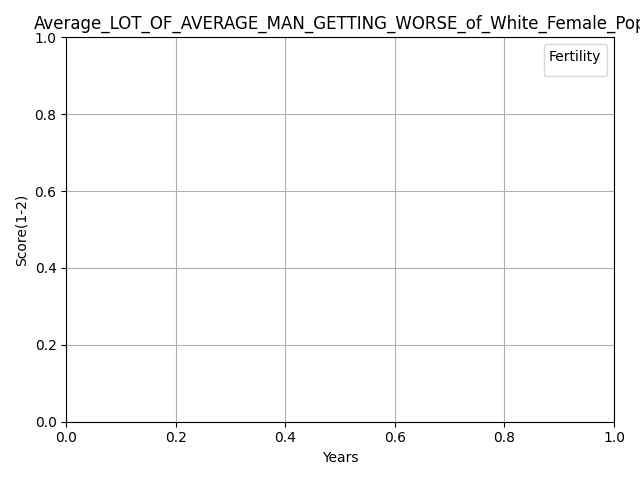 Average_LOT_OF_AVERAGE_MAN_GETTING_WORSE_of_White_Female_Pop
Fertility
1.0
0.8
0.6
0.4
0.2
0.0
Score(1-2)
0.0 0.2 0.4 0.6 0.8 1.0
Years